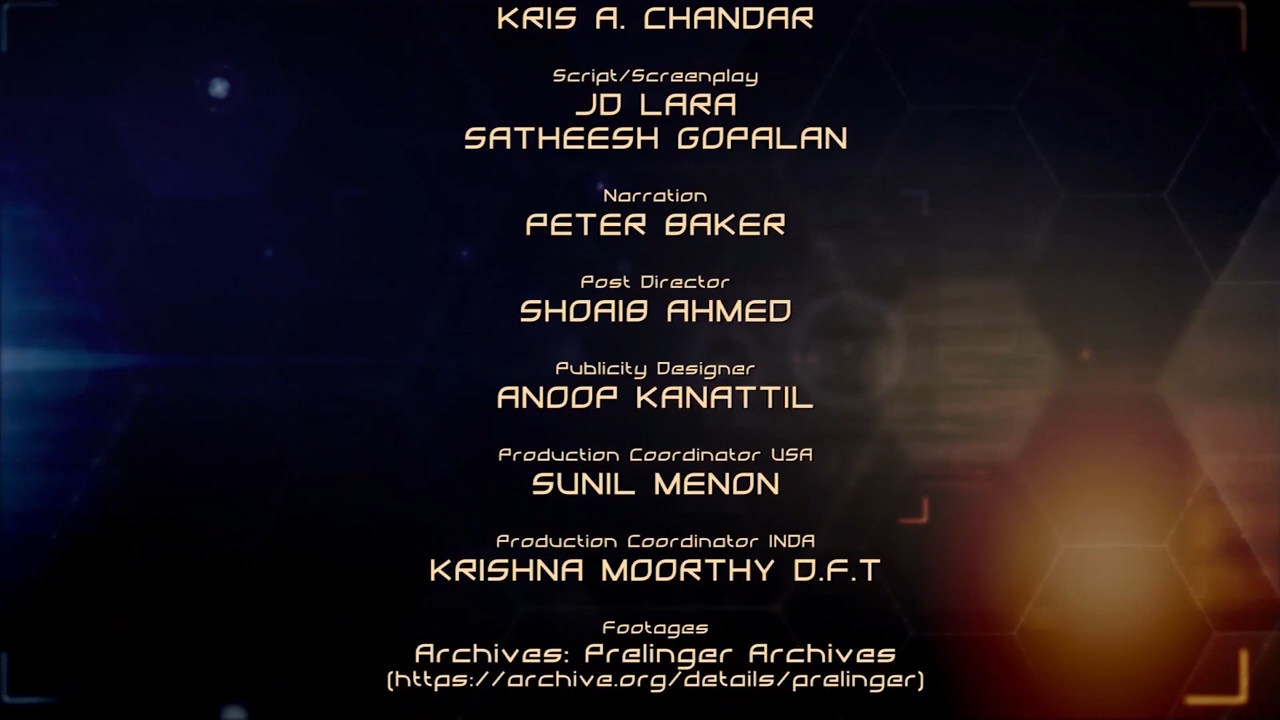 KRIS A. CHANDAR
Script/Screenplay
JD LARA
SATHEESH GOPALAN
Narration
PETER BAKER
Post Director
SHOAIB AHMED
Publicity Designer
ANOOP KANATTIL
Production Coordinator USA
SUNIL MENON
Production Coordinator INDA
KRISHNA MOORTHY D.F.T
Footages
Archives: Prelinger Archives
(https://archive.org/details/prelinger)